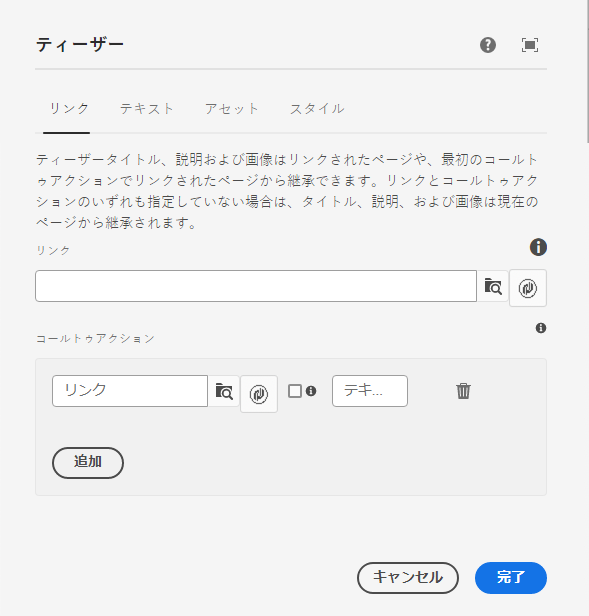 ティーザー
リンク テキスト アセット スタイル
ティーザータイトル、説明および画像はリンクされたページや、最初のコールト
ゥアクションでリンクされたページから継承できます。リンクとコールトゥアク
ションのいずれも指定していない場合は、タイトル、説明、および画像は現在の
ページから継承されます。
リンク
コールトゥアクション
リンク テキ...
追加
キャンセル 完了